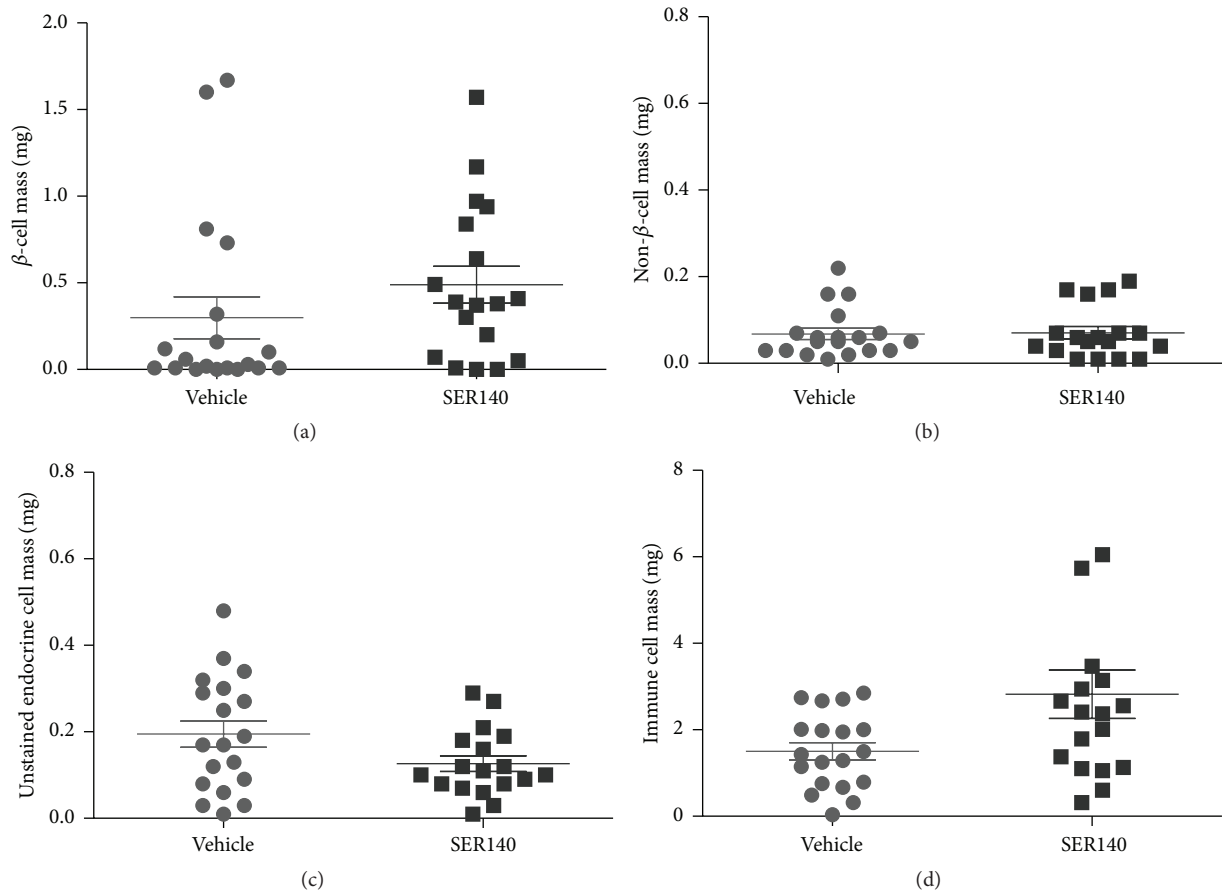 β-cell mass (mg)
2.0
1.5
1.0
0.5
0.0
Vehicle
SER140
(a)
Non-β-cell mass (mg)
0.8
0.6
0.4
0.2
0.0
Vehicle
SER140
(b)
Unstained endocrine cell mass (mg)
0.8
0.6
0.4
0.2
0.0
Vehicle
SER140
(c)
Immune cell mass (mg)
8
6
4
2
0
Vehicle
SER140
(d)